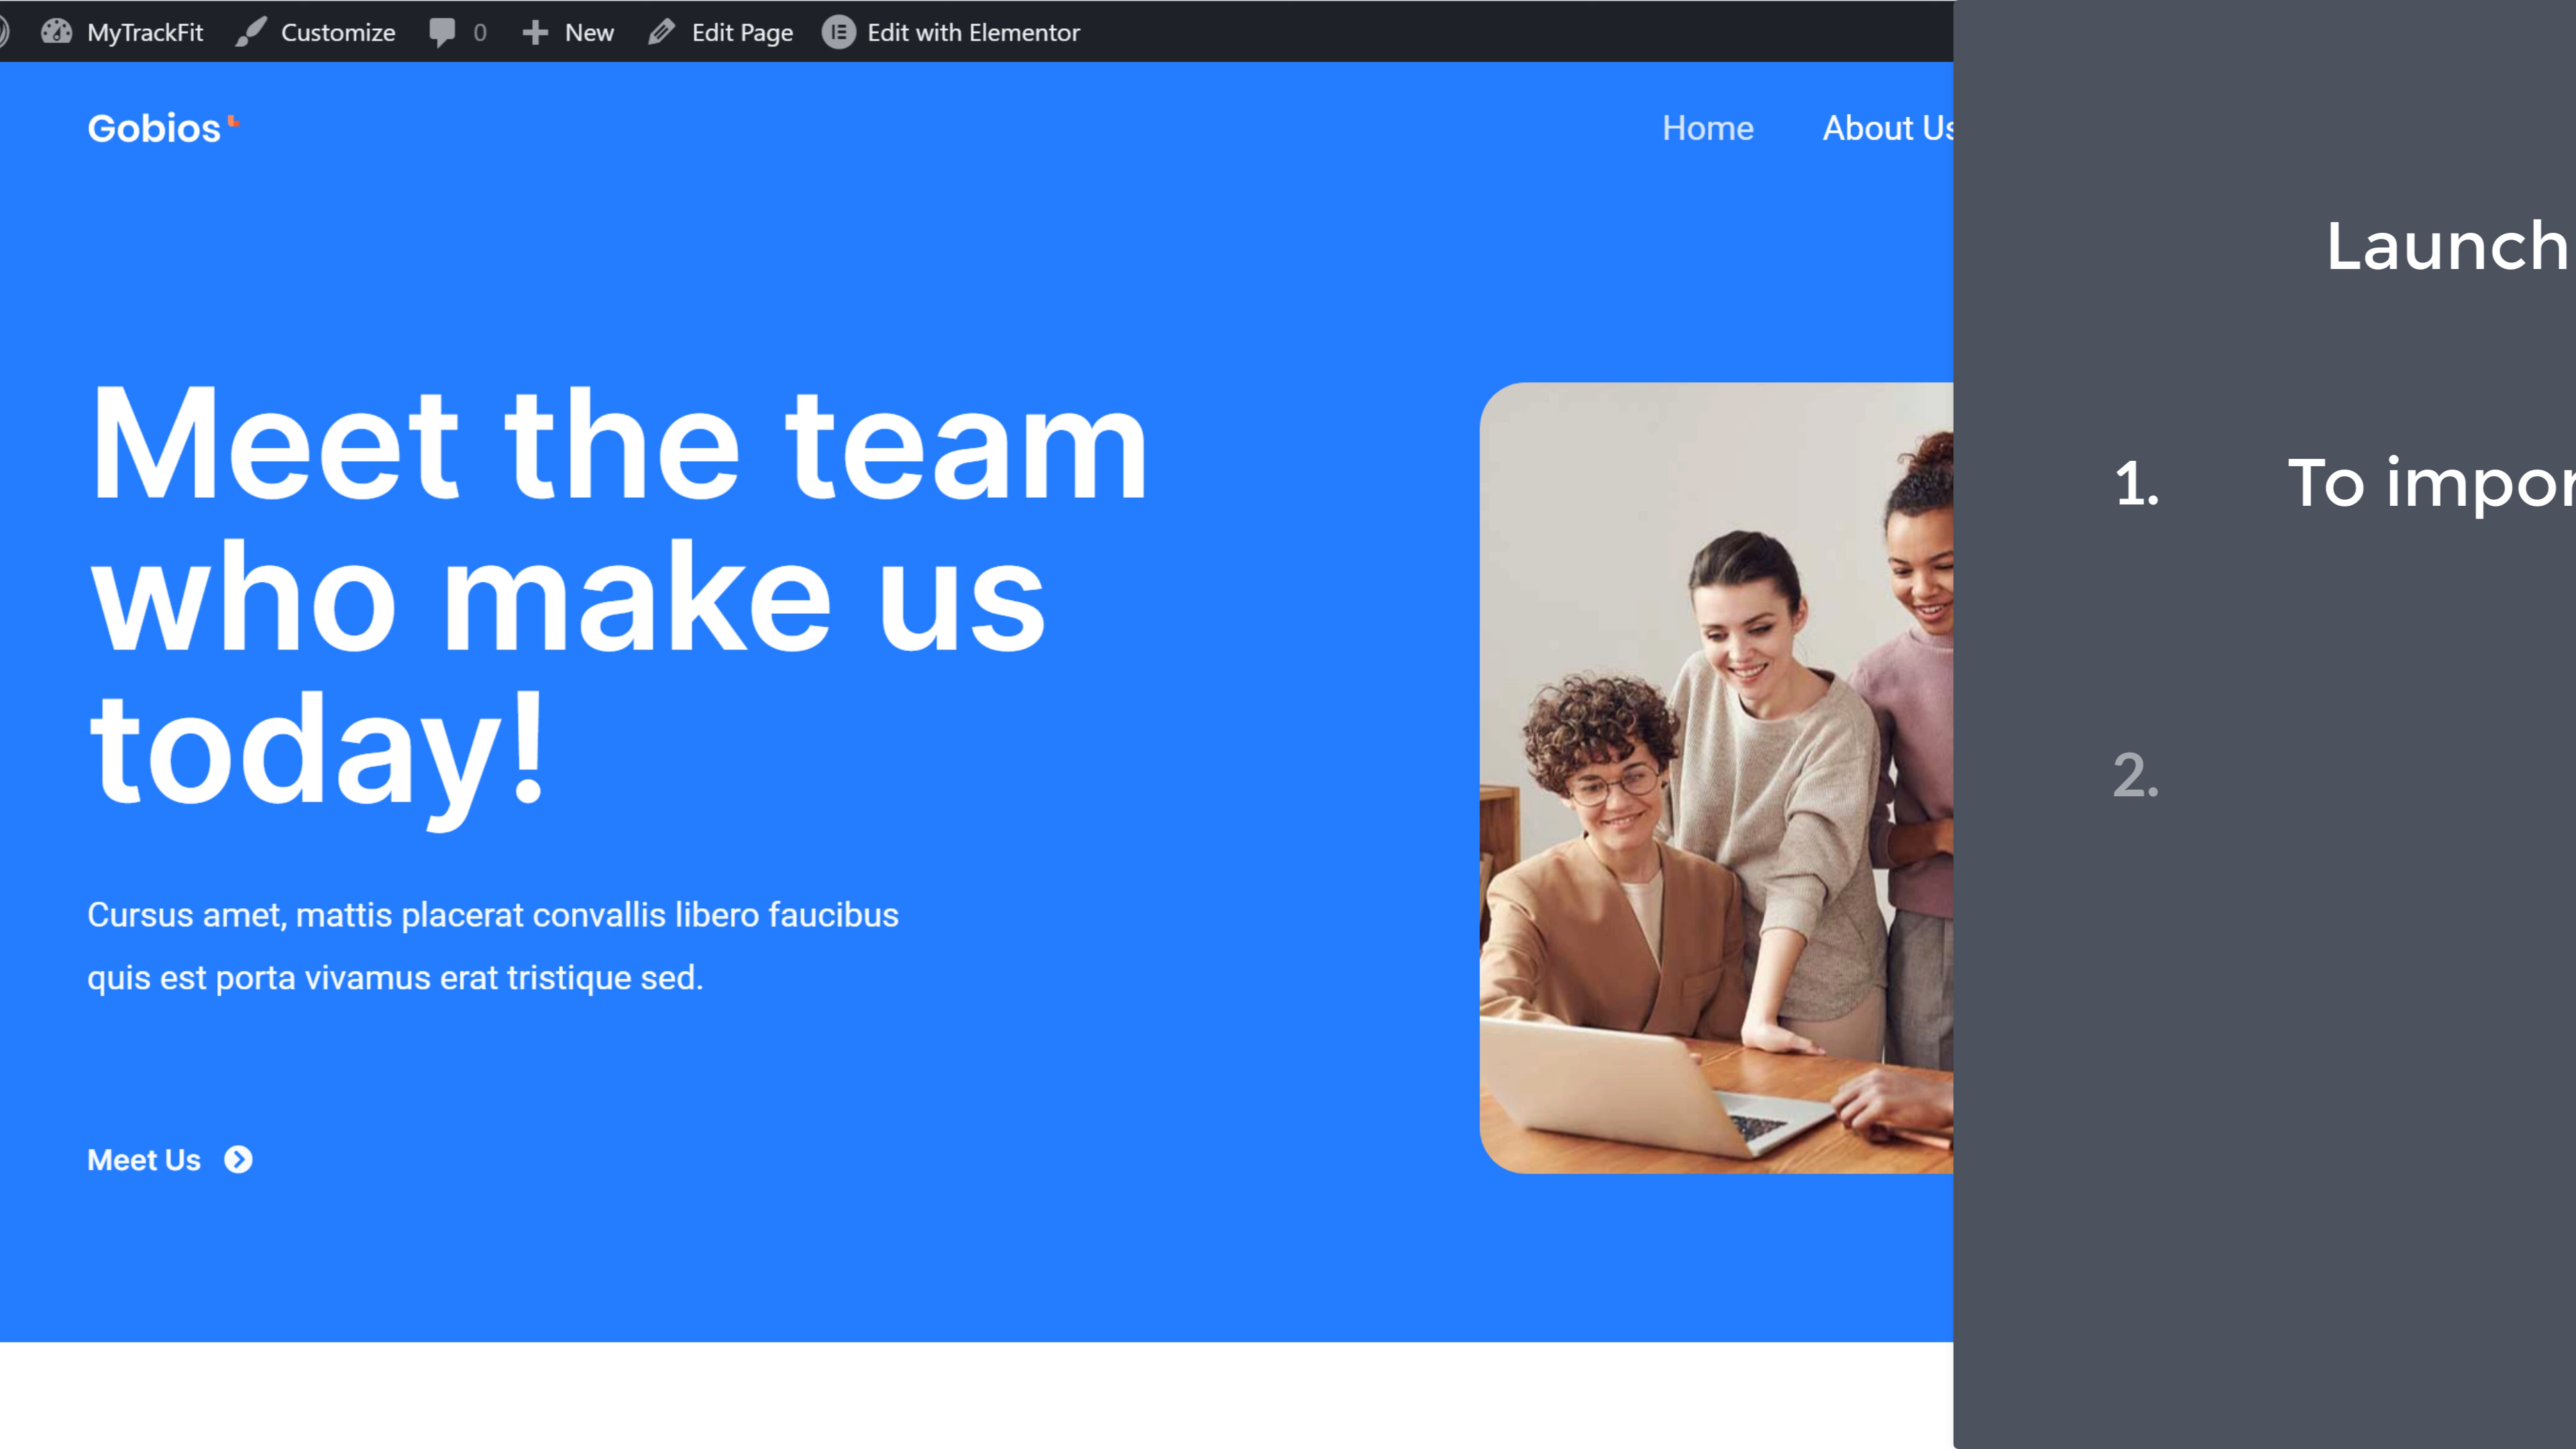 MyTrackFit Customize 0 New Edit Page Edit with Elementor
Gobios
Home About Us
Meet the team
who make us
today!
Cursus amet, mattis placerat convallis libero faucibus
quis est porta vivamus erat tristique sed.
Meet Us
Launch
1. To impor
2.